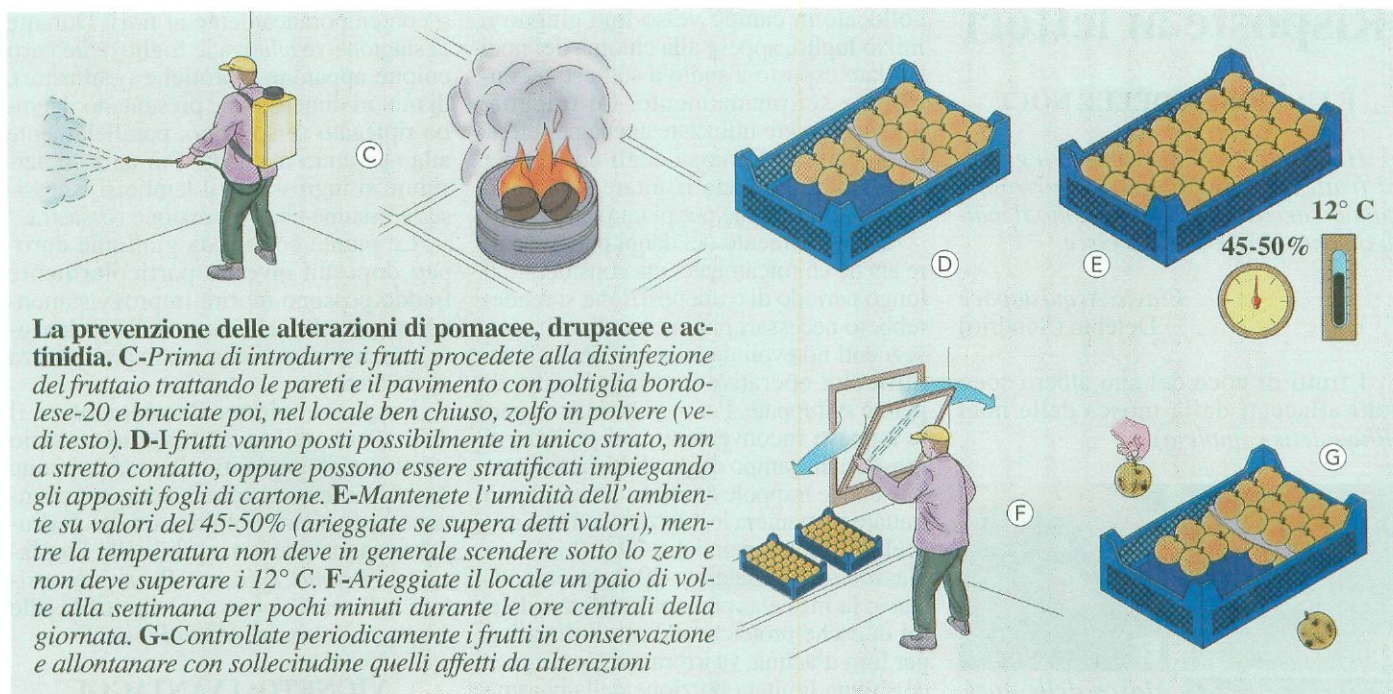 C
D
E
12° C
45-50%
La prevenzione delle alterazioni di pomacee, drupacee e ac-
tinidia. C-Prima di introdurre i frutti procedete alla disinfezione
del fruttaio trattando le pareti e il pavimento con poltiglia bordo-
lese-20 e bruciate poi, nel locale ben chiuso, zolfo in polvere (ve-
di testo). D-I frutti vanno posti possibilmente in unico strato, non
a stretto contatto, oppure possono essere stratificati impiegando
gli appositi fogli di cartone. E-Mantenete l'umidità dell'ambien-
te su valori del 45-50% (arieggiate se supera detti valori), men-
tre la temperatura non deve in generale scendere sotto lo zero e
non deve superare i 12° C. F-Arieggiate il locale un paio di vol-
te alla settimana per pochi minuti durante le ore centrali della
giornata. G-Controllate periodicamente i frutti in conservazione
e allontanare con sollecitudine quelli affetti da alterazioni
F
G